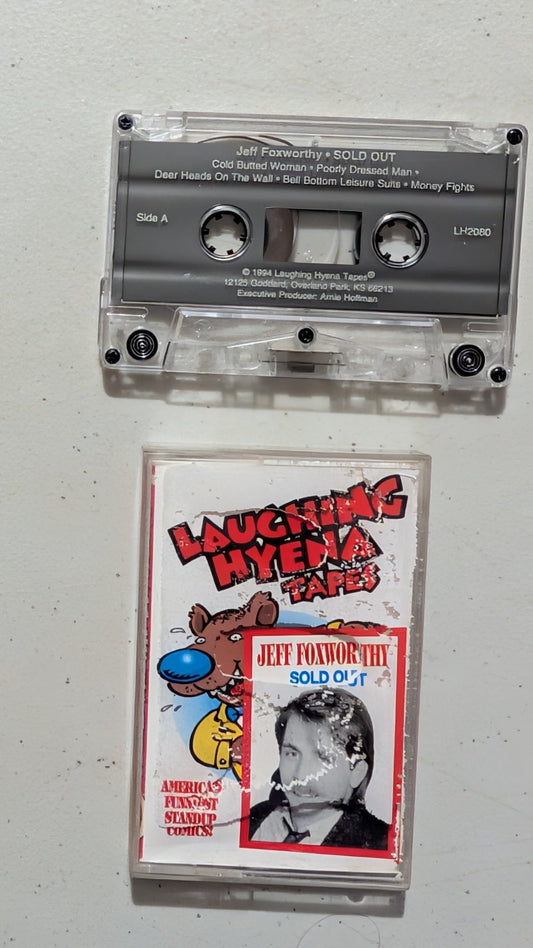 Jeff Foxworthy • SOLD OUT
Cold Butted Woman • Poorly Dressed Man •
Deer Heads On The Wall • Bell Bottom Leisure Suits • Money Fights
Side A
LH2080
© 1994 Laughing Hyena Tapes®
12125 Goddard, Overland Park, KS 66213
Executive Producer: Arnie Hoffman
LAUGHING
HYENA
TAPES
JEFF FOXWORTHY
SOLD OUT
AMERICA'S
FUNNIEST
STANDUP
COMICS!